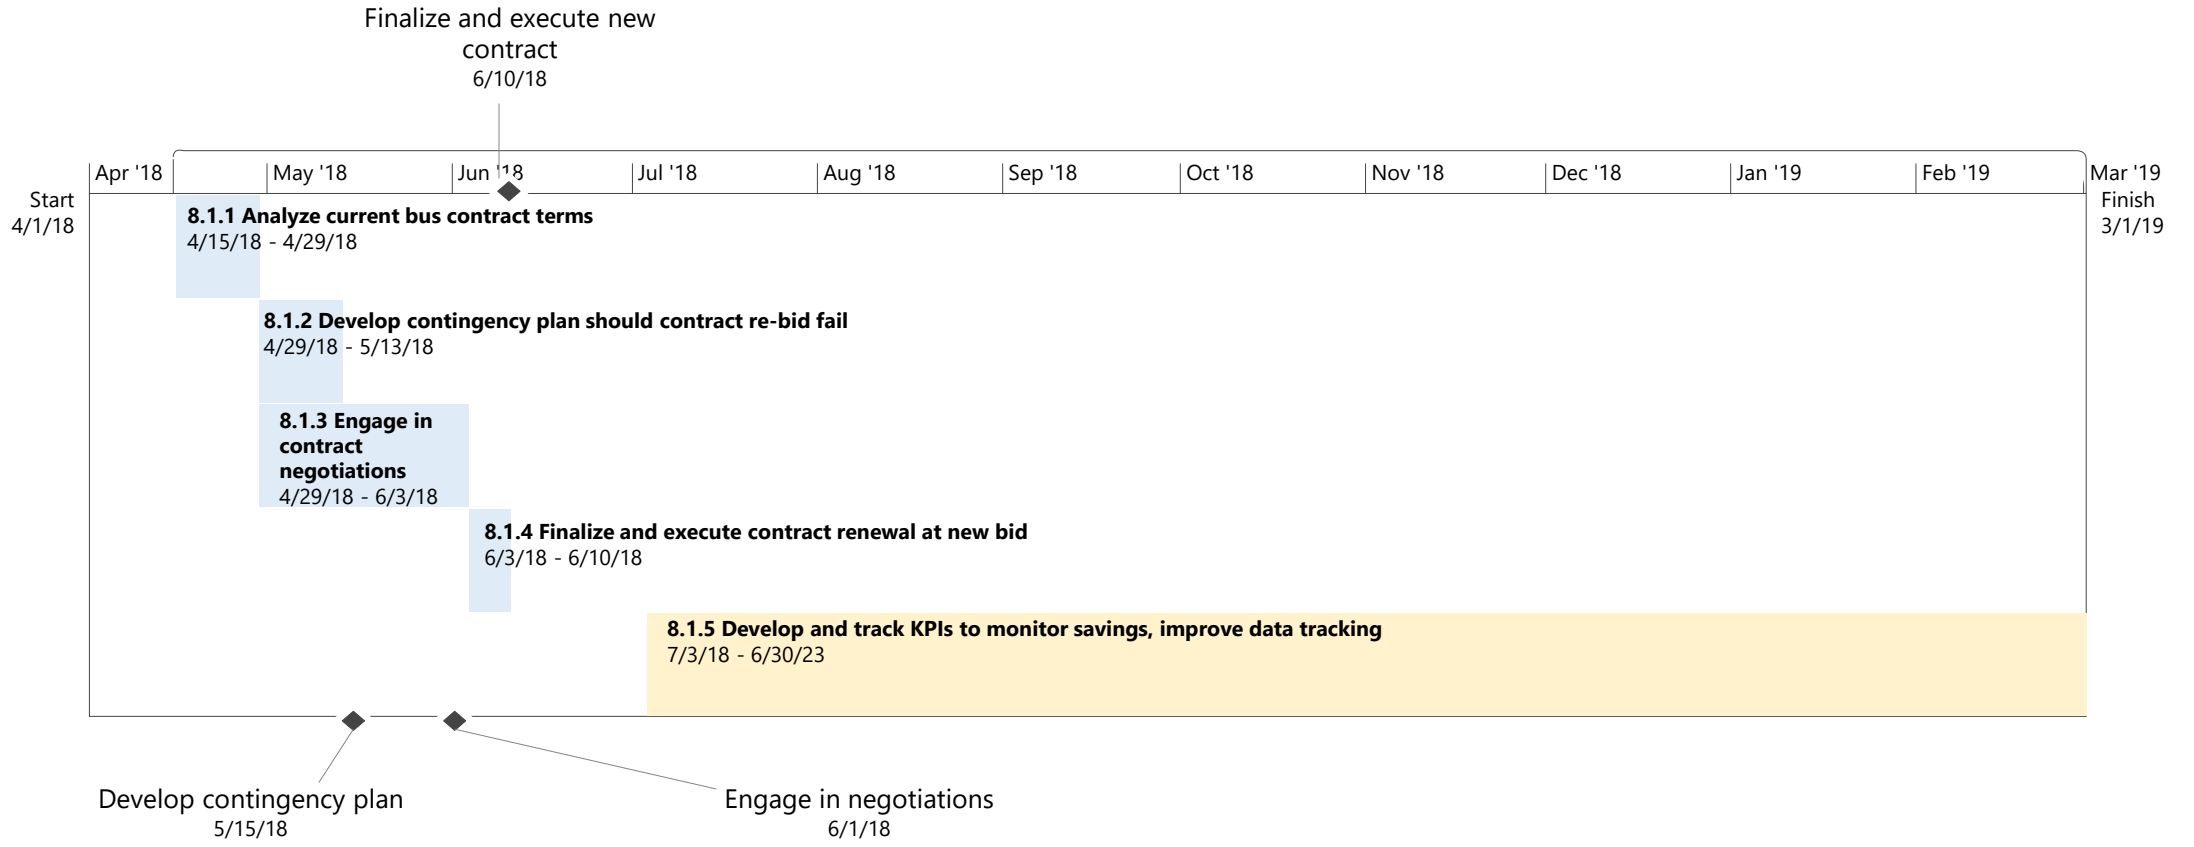 Finalize and execute new
contract
6/10/18
Apr '18
May '18
Jun '18
Jul '18
Aug '18
Sep '18
Oct '18
Nov '18
Dec '18
Jan '19
Feb '19
Mar '19
Start
4/1/18
Finish
3/1/19
8.1.1 Analyze current bus contract terms
4/15/18 - 4/29/18
8.1.2 Develop contingency plan should contract re-bid fail
4/29/18 - 5/13/18
8.1.3 Engage in
contract
negotiations
4/29/18 - 6/3/18
8.1.4 Finalize and execute contract renewal at new bid
6/3/18 - 6/10/18
8.1.5 Develop and track KPIs to monitor savings, improve data tracking
7/3/18 - 6/30/23
Develop contingency plan
5/15/18
Engage in negotiations
6/1/18